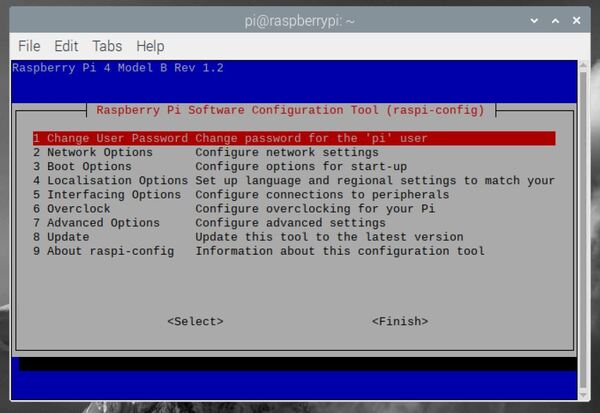 pi@raspberrypi: ~
File Edit Tabs Help
Raspberry Pi 4 Model B Rev 1.2
Raspberry Pi Software Configuration Tool (raspi-config)
1 Change User Password Change password for the 'pi' user
2 Network Options Configure network settings
3 Boot Options Configure options for start-up
4 Localisation Options Set up language and regional settings to match your
5 Interfacing Options Configure connections to peripherals
6 Overclock Configure overclocking for your Pi
7 Advanced Options Configure advanced settings
8 Update Update this tool to the latest version
9 About raspi-config Information about this configuration tool
<Select> <Finish>